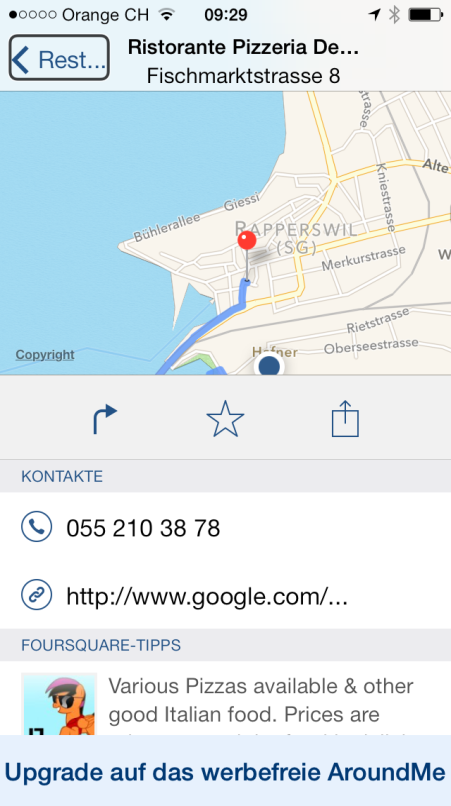 Orange CH 09:29
Rest...
Ristorante Pizzeria De...
Fischmarktstrasse 8
Alte
Kniestrasse
Giessi
Bühlerallee
RAPPERSWIL
(SG)
Merkurstrasse
W
Rietstrasse
Oberseestrasse
Copyright
KONTAKTE
055 210 38 78
http://www.google.com/...
FOURSQUARE-TIPPS
Various Pizzas available & other
good Italian food. Prices are
Upgrade auf das werbefreie AroundMe